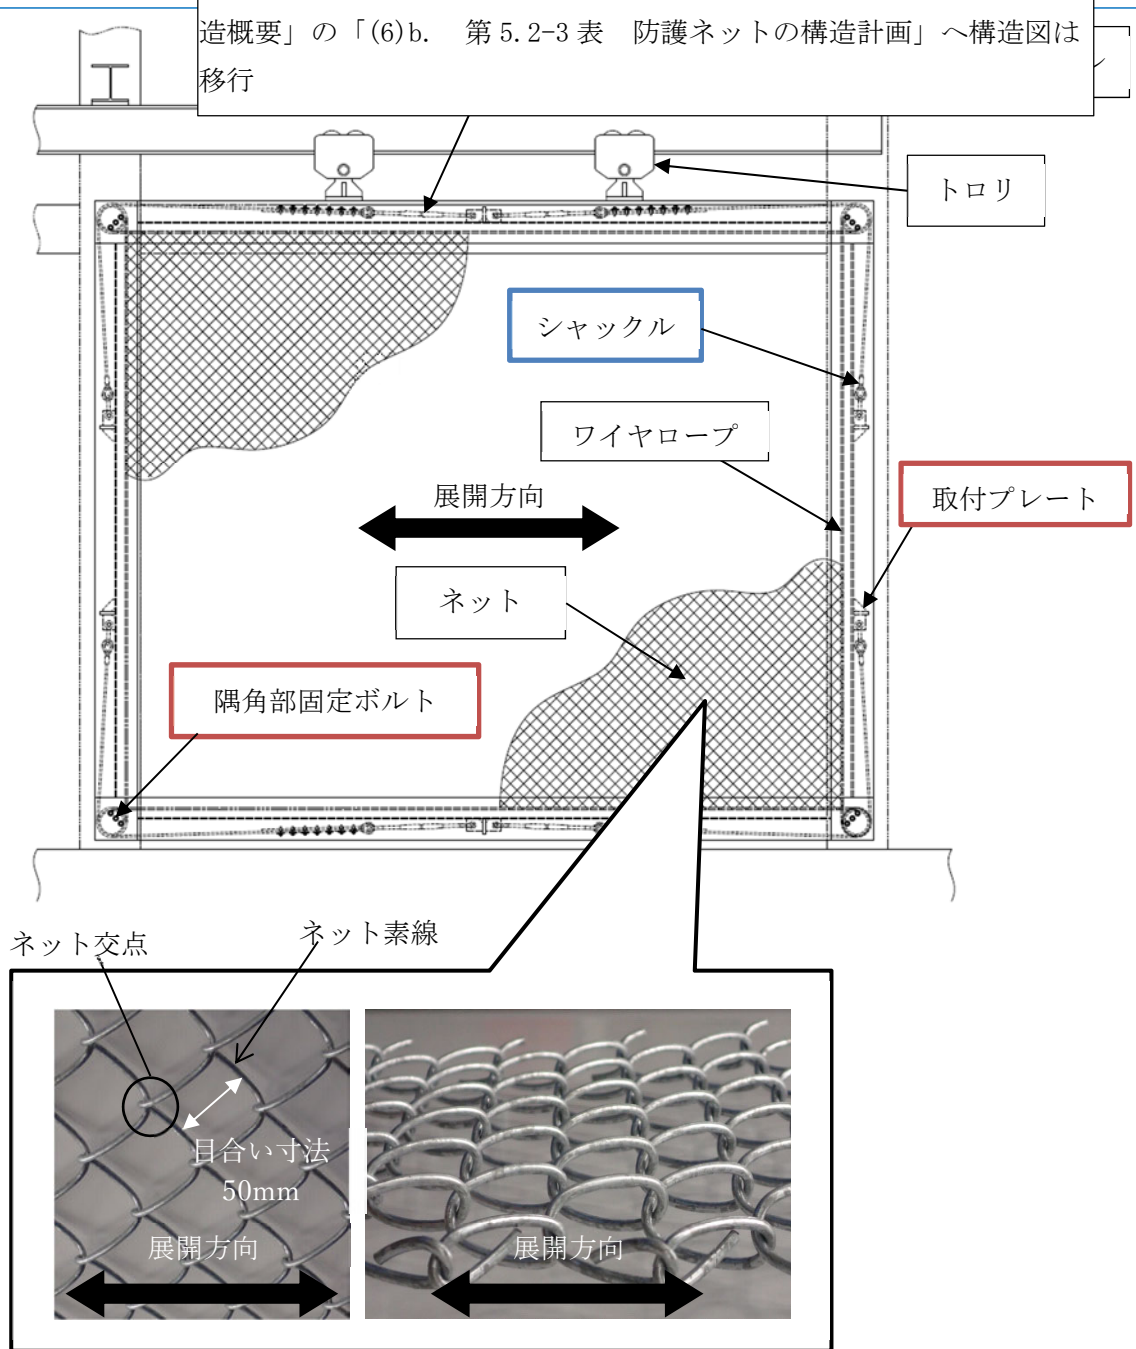 造概要」の「(6)b. 第 5.2-3 表 防護ネットの構造計画」へ構造図は
移行
トロリ
シャックル
ワイヤロープ
取付プレート
展開方向
ネット
隅角部固定ボルト
ネット交点
ネット素線
目合い寸法
50mm
展開方向
展開方向